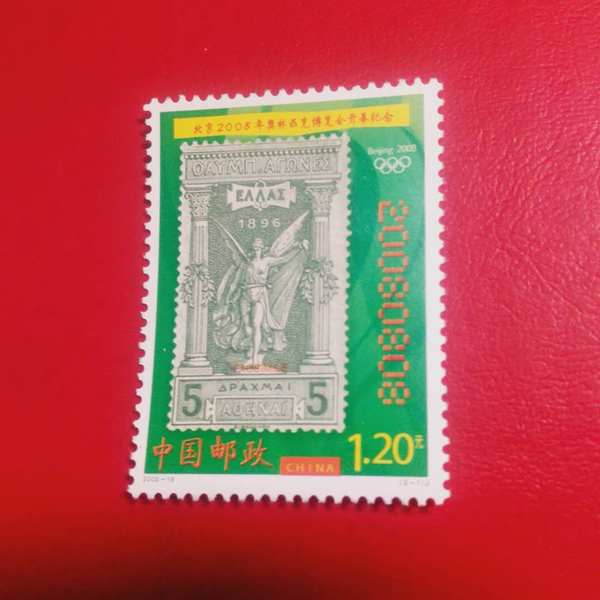 北京2008年奥林匹克博览会开幕纪念
Beijing 2008
ΟΛΥΜΠ. ΑΓΩΝΕΣ
ΕΛΛΑΣ
1896
20080808
5 ΔΡΑΧΜΑΙ 5
ΑΘΗΝΑΙ
中国邮政
CHINA
1.20元
2008-18